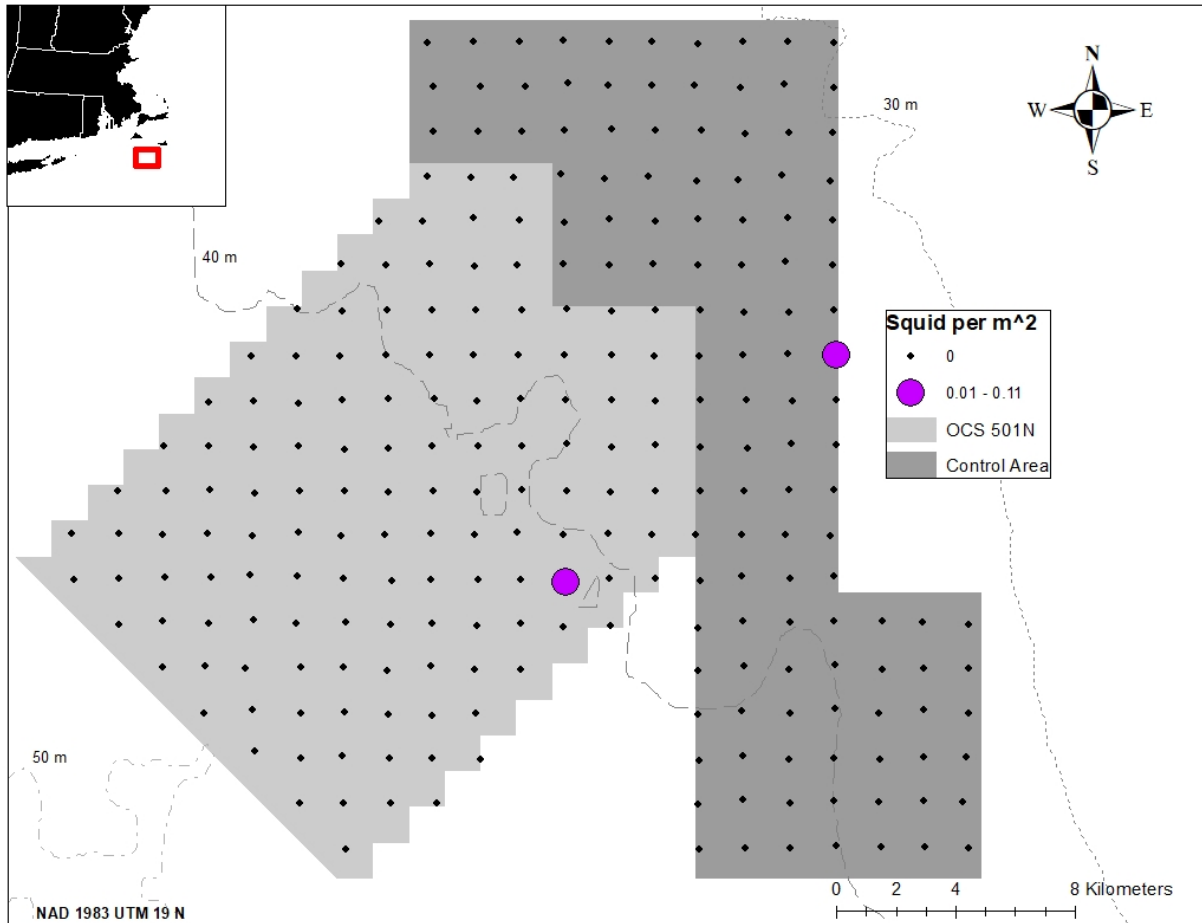 N
W E
S
30 m
40 m
Squid per m^2
0
0.01 - 0.11
OCS 501N
Control Area
50 m
0 2 4 8 Kilometers
NAD 1983 UTM 19 N